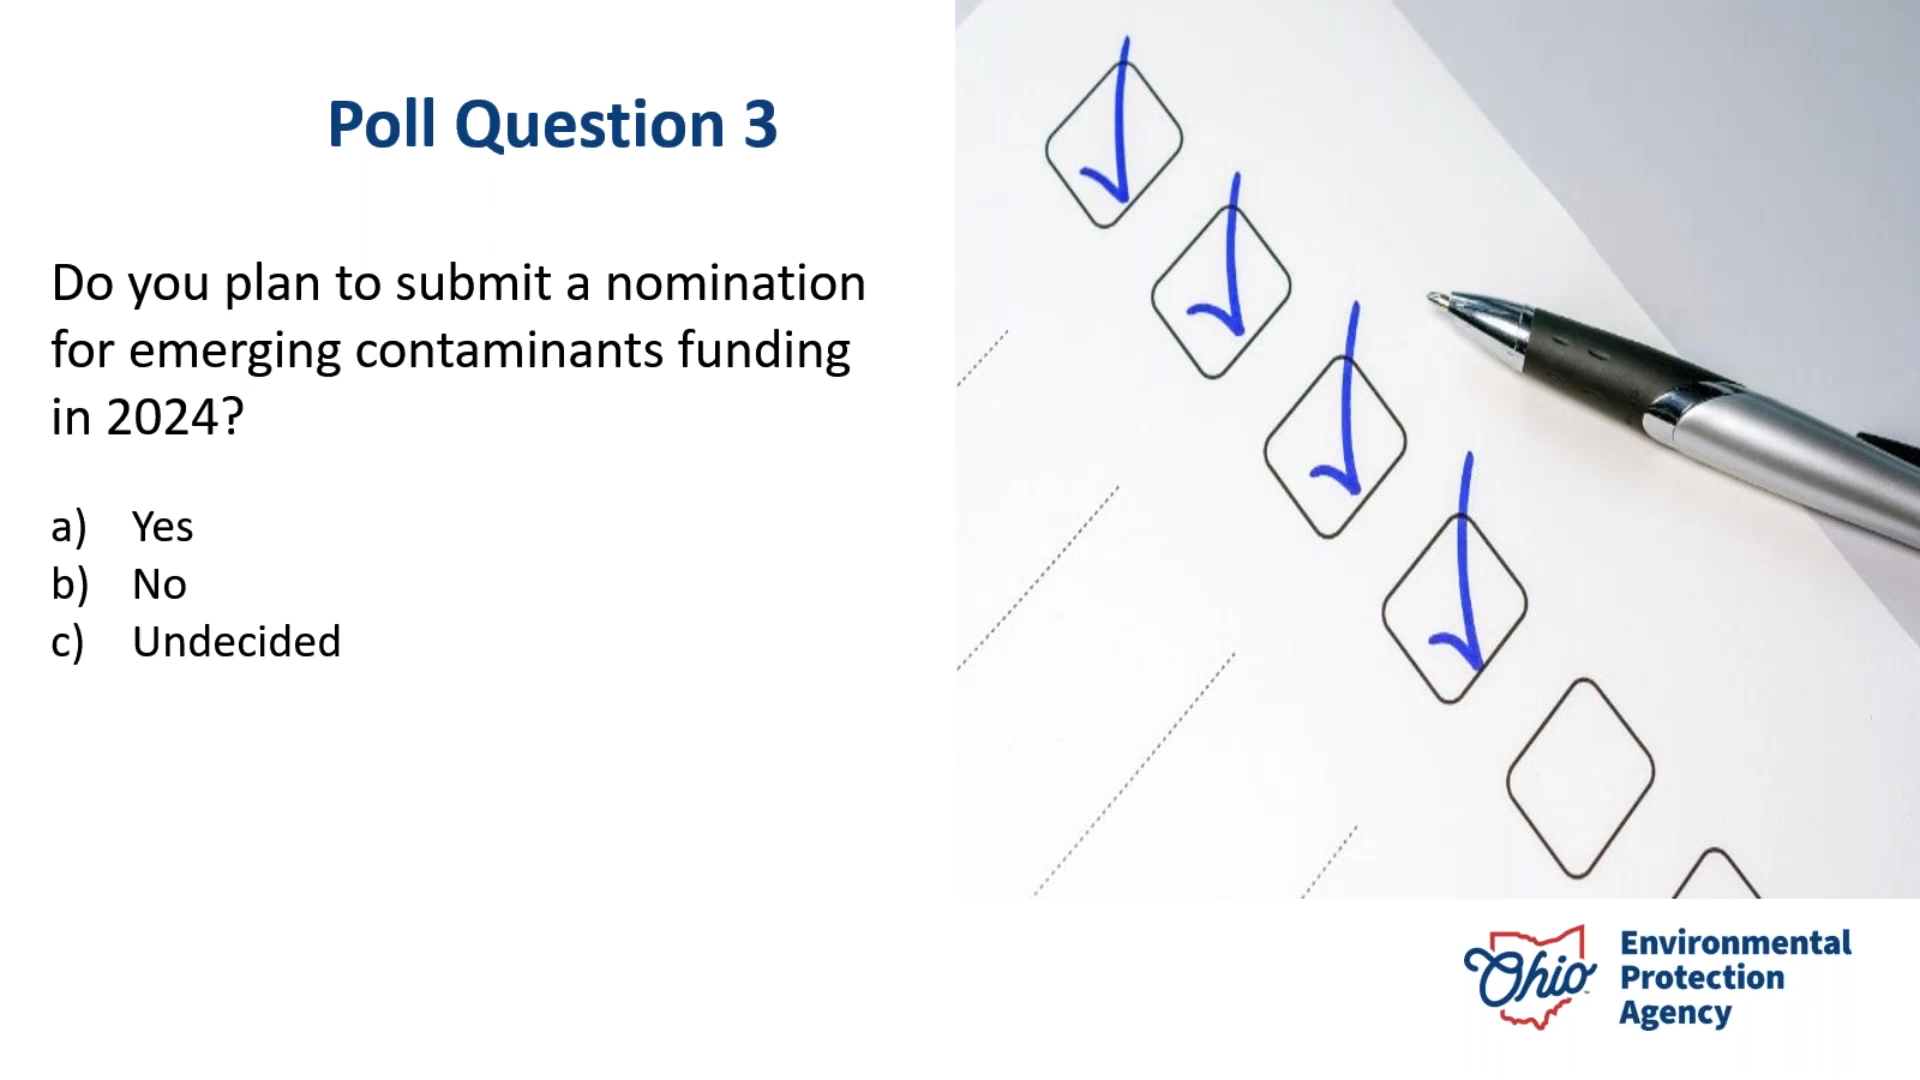 Poll Question 3
Do you plan to submit a nomination
for emerging contaminants funding
in 2024?
a) Yes
b) No
c) Undecided
Ohio
Environmental
Protection
Agency